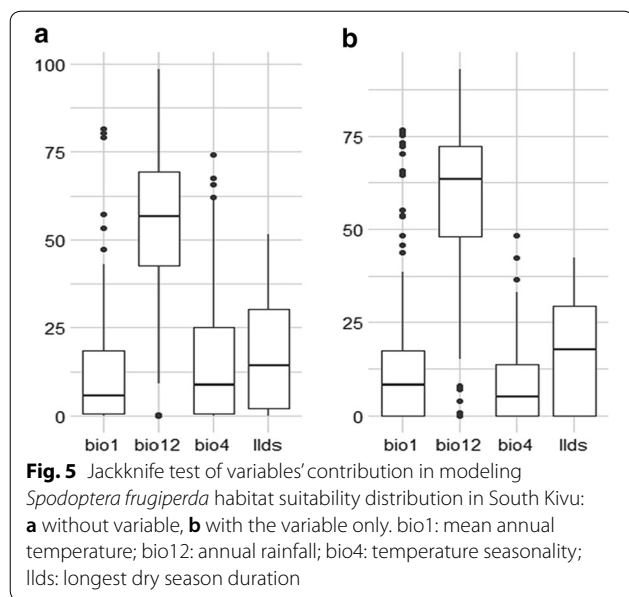 a
b
100
75
50
25
0
75
50
25
0
bio1 bio12 bio4 llds
bio1 bio12 bio4 llds
Fig. 5 Jackknife test of variables' contribution in modeling
Spodoptera frugiperda habitat suitability distribution in South Kivu:
a without variable, b with the variable only. bio1: mean annual
temperature; bio12: annual rainfall; bio4: temperature seasonality;
llds: longest dry season duration